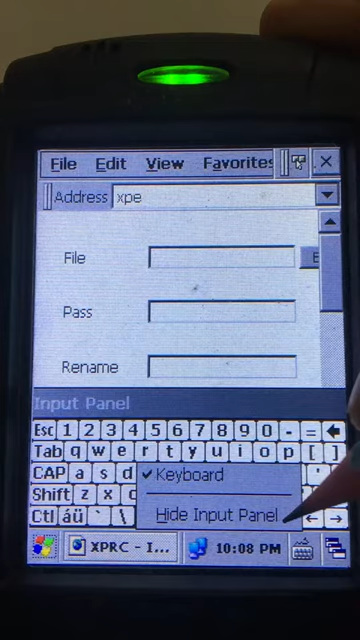 File Edit View Favorites
Address xpe
File
Pass
Rename
Input Panel
Esc 1 2 3 4 5 6 7 8 9 0 - =
Tab q w e r t y u i o p [ ]
CAP a s d
Keyboard
Shift z x
Hide Input Panel
Ctl áü ` \
XPRC - I... 10:08 PM